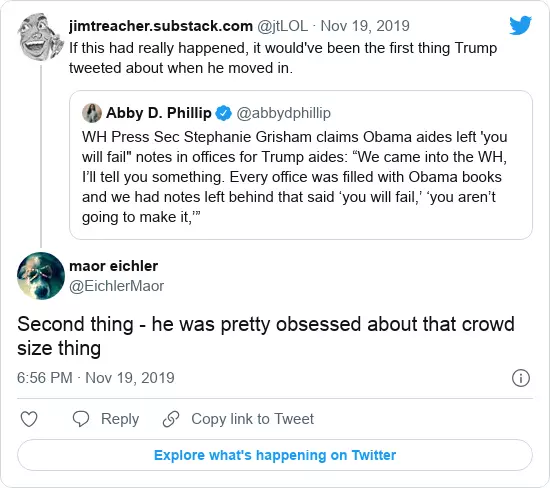 jimtreacher.substack.com @jtLOL · Nov 19, 2019
If this had really happened, it would've been the first thing Trump
tweeted about when he moved in.
Abby D. Phillip @abbydphillip
WH Press Sec Stephanie Grisham claims Obama aides left 'you
will fail" notes in offices for Trump aides: “We came into the WH,
I’ll tell you something. Every office was filled with Obama books
and we had notes left behind that said ‘you will fail,’ ‘you aren’t
going to make it,’”
maor eichler
@EichlerMaor
Second thing - he was pretty obsessed about that crowd
size thing
6:56 PM · Nov 19, 2019
Reply
Copy link to Tweet
Explore what's happening on Twitter